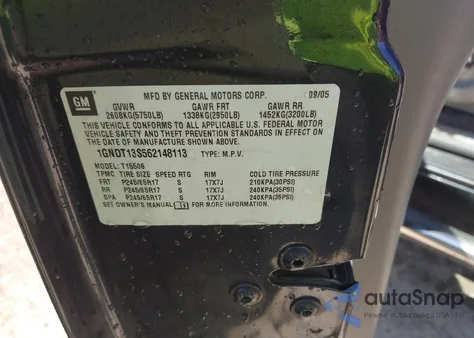 GM
MFD BY GENERAL MOTORS CORP. 09/05
GVWR GAWR FRT GAWR RR
2608KG(5750LB) 1338KG(2950LB) 1452KG(3200LB)
THIS VEHICLE CONFORMS TO ALL APPLICABLE U.S. FEDERAL MOTOR
VEHICLE SAFETY AND THEFT PREVENTION STANDARDS IN EFFECT ON
THE DATE OF MANUFACTURE SHOWN ABOVE.
1GNDT13S562148113 TYPE: M.P.V.
MODEL: T15506
TPMC TIRE SIZE SPEED RTG RIM COLD TIRE PRESSURE
FRT P245/65R17 S 17X7J 210KPA(30PSI)
RR P245/65R17 S 17X7J 240KPA(35PSI)
SPA P245/65R17 S 17X7J 240KPA(35PSI)
SEE OWNER'S MANUAL FOR MORE INFORMATION.
autoSnap